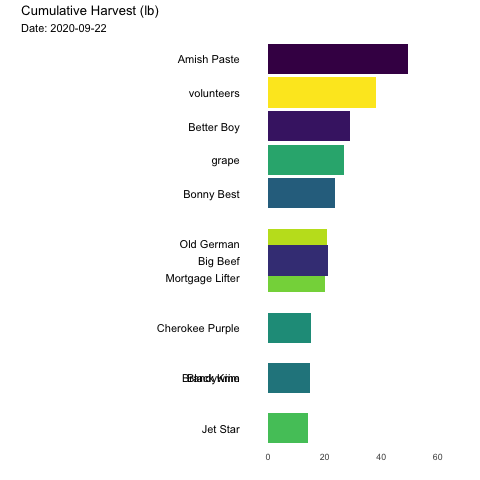 Cumulative Harvest (lb)
Date: 2020-09-22
Amish Paste
volunteers
Better Boy
grape
Bonny Best
Old German
Big Beef
Mortgage Lifter
Cherokee Purple
Jet Star
0 20 40 60